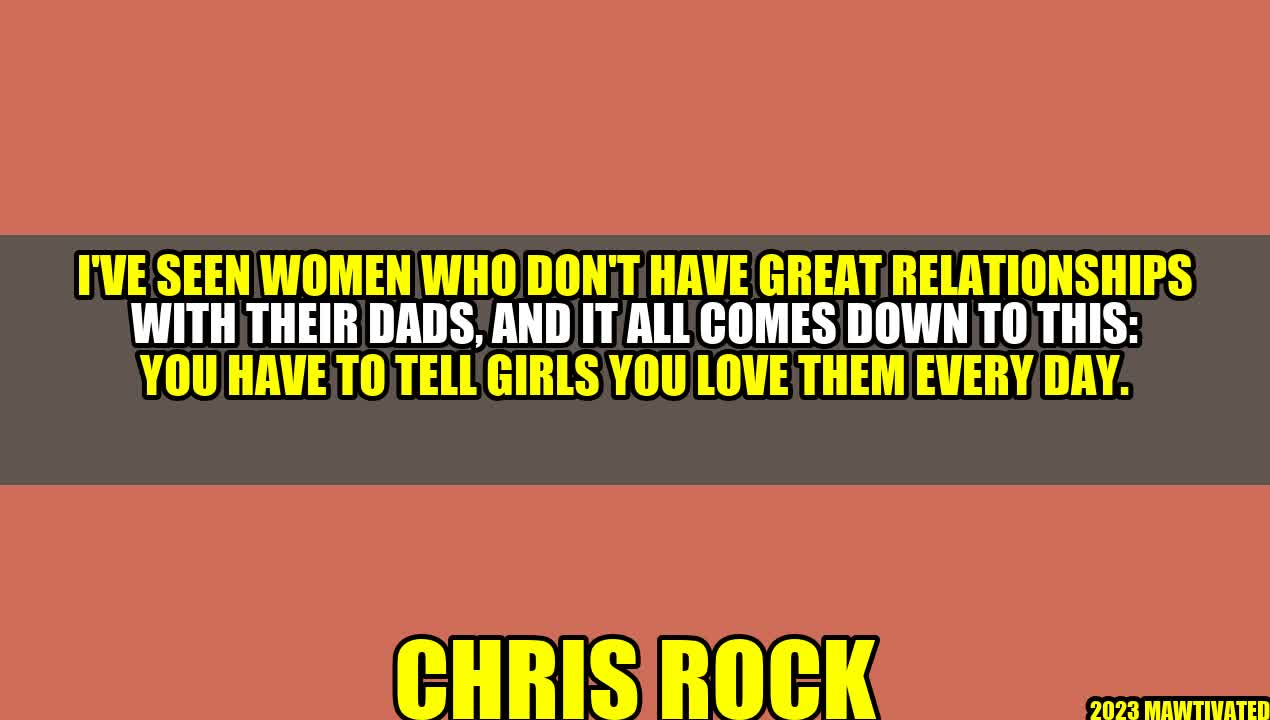 I'VE SEEN WOMEN WHO DON'T HAVE GREAT RELATIONSHIPS
WITH THEIR DADS, AND IT ALL COMES DOWN TO THIS:
YOU HAVE TO TELL GIRLS YOU LOVE THEM EVERY DAY.
CHRIS ROCK
2023 MAWTIVATED